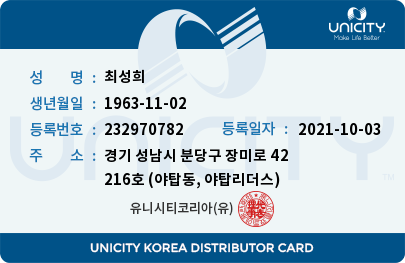 UNICITY
Make Life Better
성 명 : 최성희
생년월일 : 1963-11-02
등록번호 : 232970782 등록일자 : 2021-10-03
주 소 : 경기 성남시 분당구 장미로 42
216호 (야탑동, 야탑리더스)
유니시티코리아(유)
UNICITY
UNICITY KOREA DISTRIBUTOR CARD